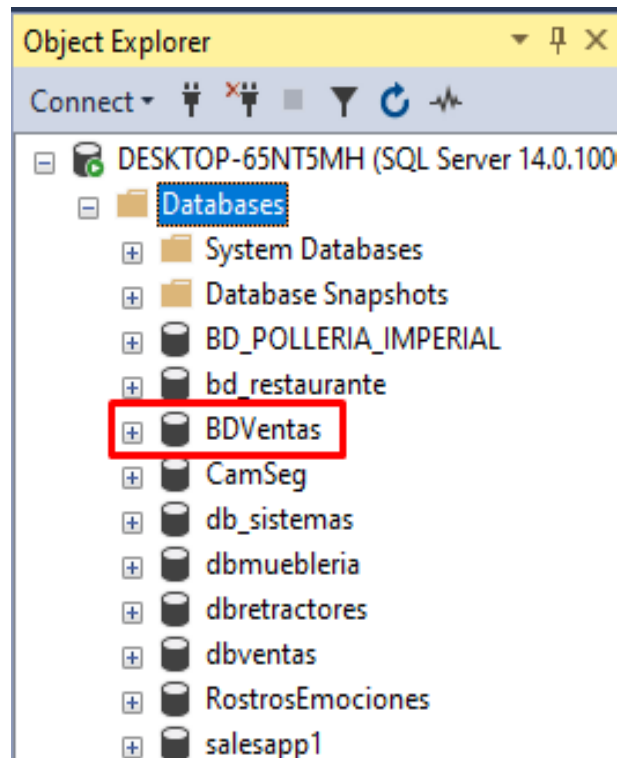 Object Explorer
Connect
DESKTOP-65NT5MH (SQL Server 14.0.100
Databases
System Databases
Database Snapshots
BD_POLLERIA_IMPERIAL
bd_restaurante
BDVentas
CamSeg
db_sistemas
dbmuebleria
dbretractores
dbventas
RostrosEmociones
salesapp1